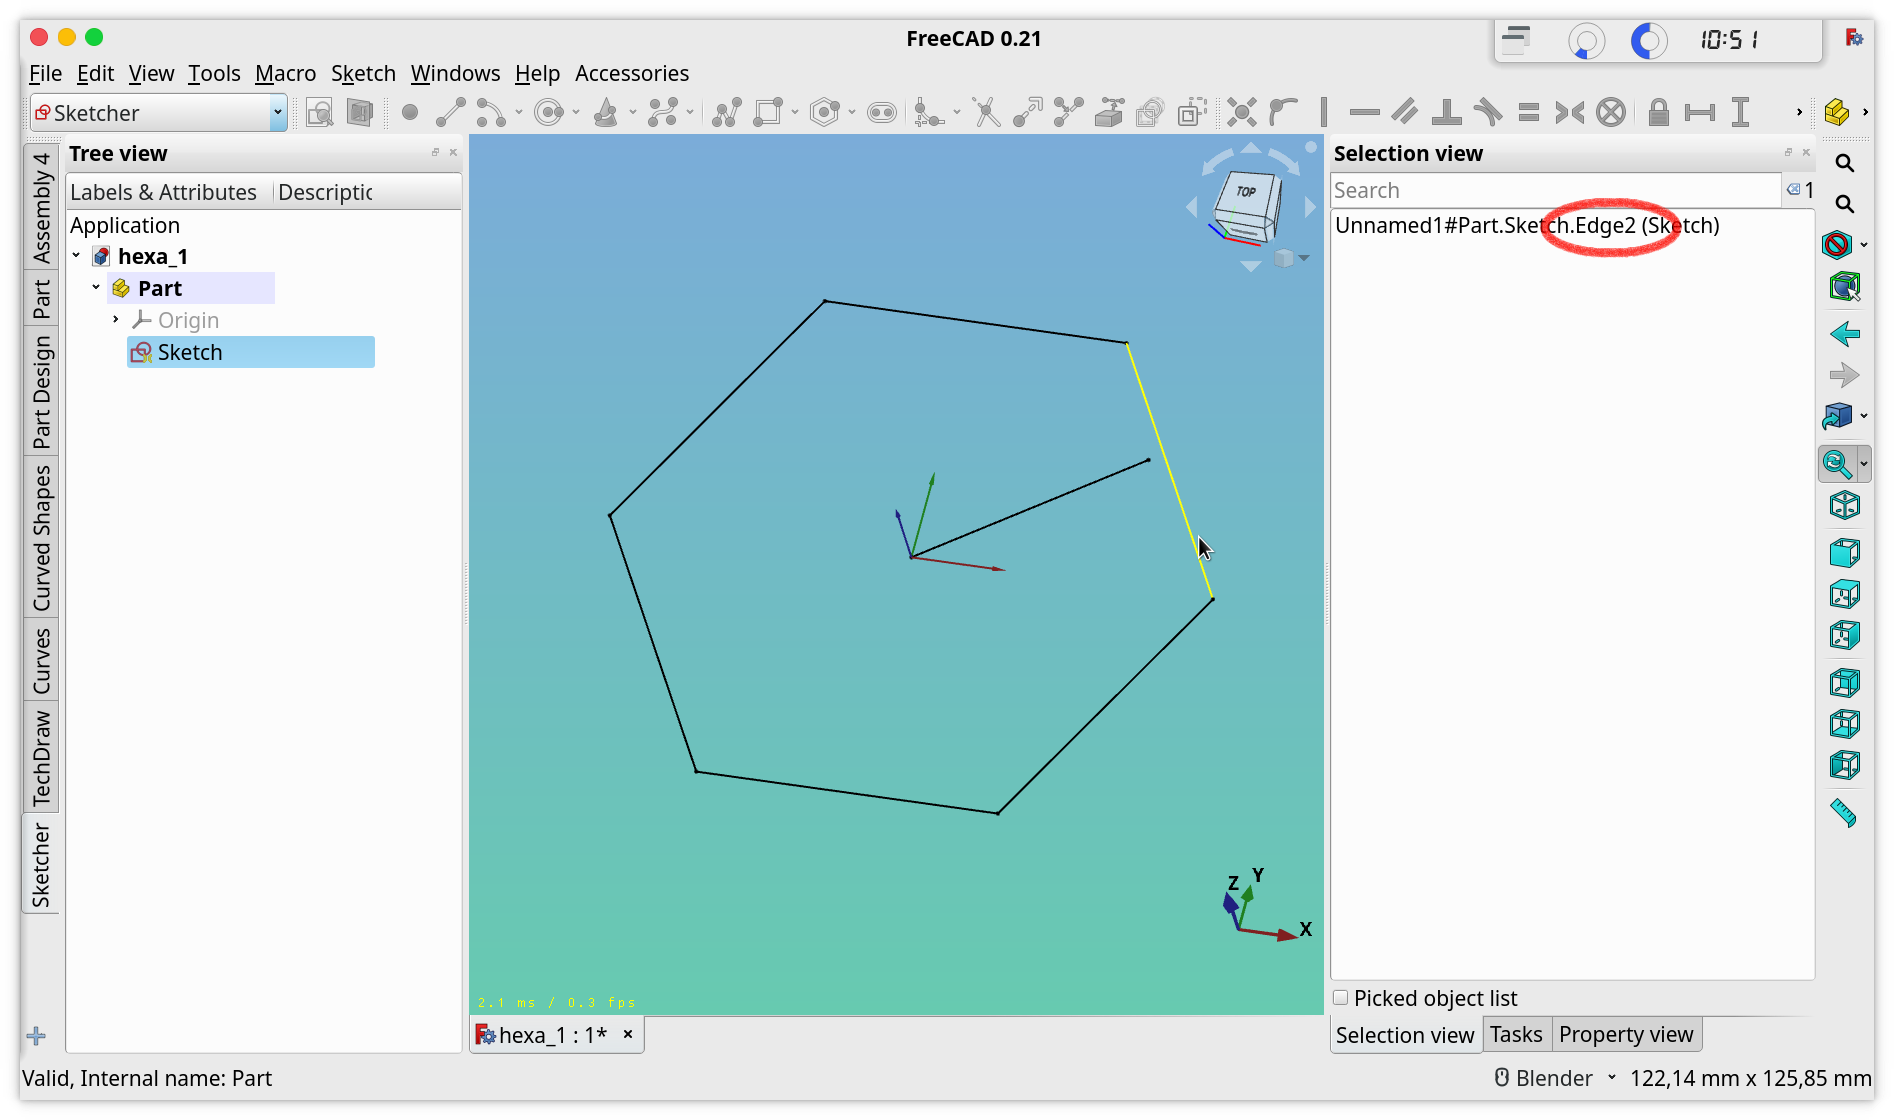 FreeCAD 0.21
10:51
File Edit View Tools Macro Sketch Windows Help Accessories
Sketcher
Assembly 4
Part
Part Design
Curved Shapes
Curves
TechDraw
Sketcher
Tree view
Labels & Attributes Descriptic
Application
hexa_1
Part
Origin
Sketch
TOP
Z Y X
2.1 ms / 0.3 fps
hexa_1 : 1*
Selection view
Search 1
Unnamed1#Part.Sketch.Edge2 (Sketch)
Picked object list
Selection view Tasks Property view
Valid, Internal name: Part
Blender 122,14 mm x 125,85 mm